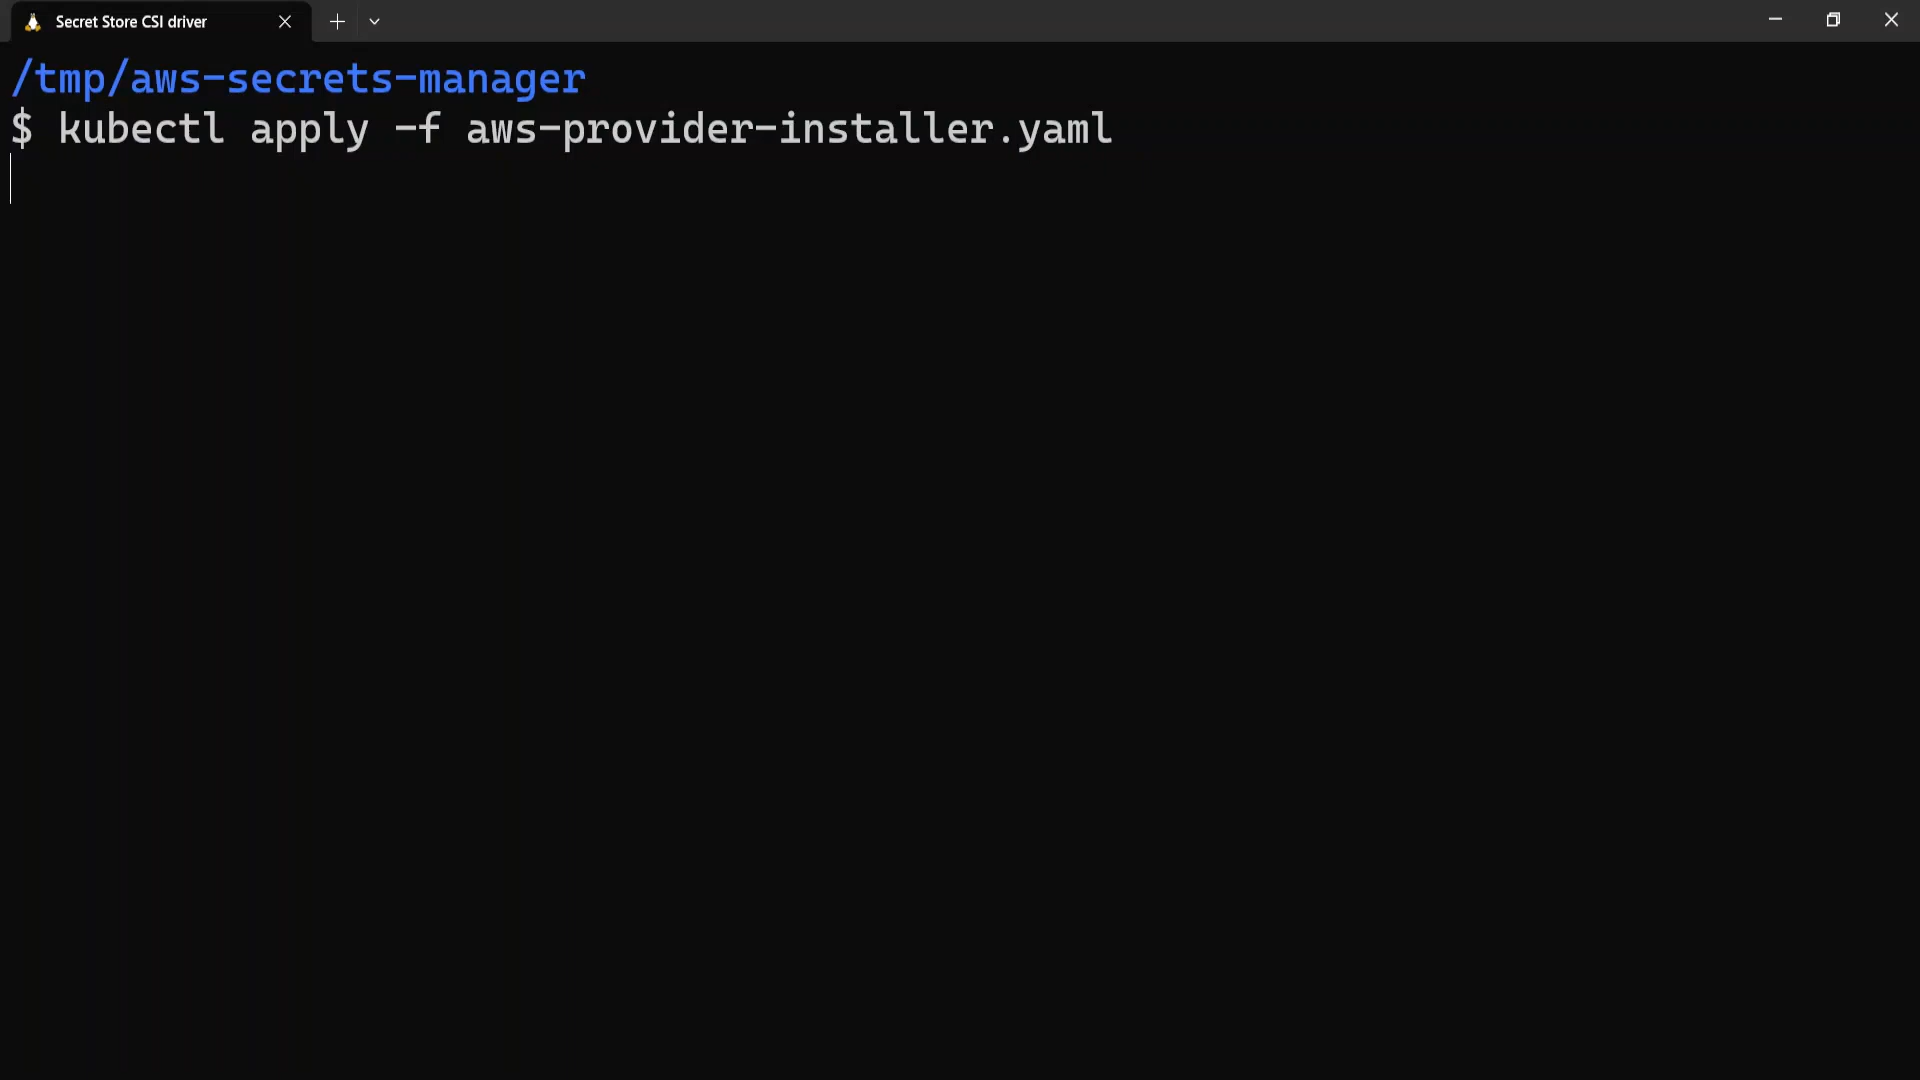 Secret Store CSI driver
/tmp/aws-secrets-manager
$ kubectl apply -f aws-provider-installer.yaml